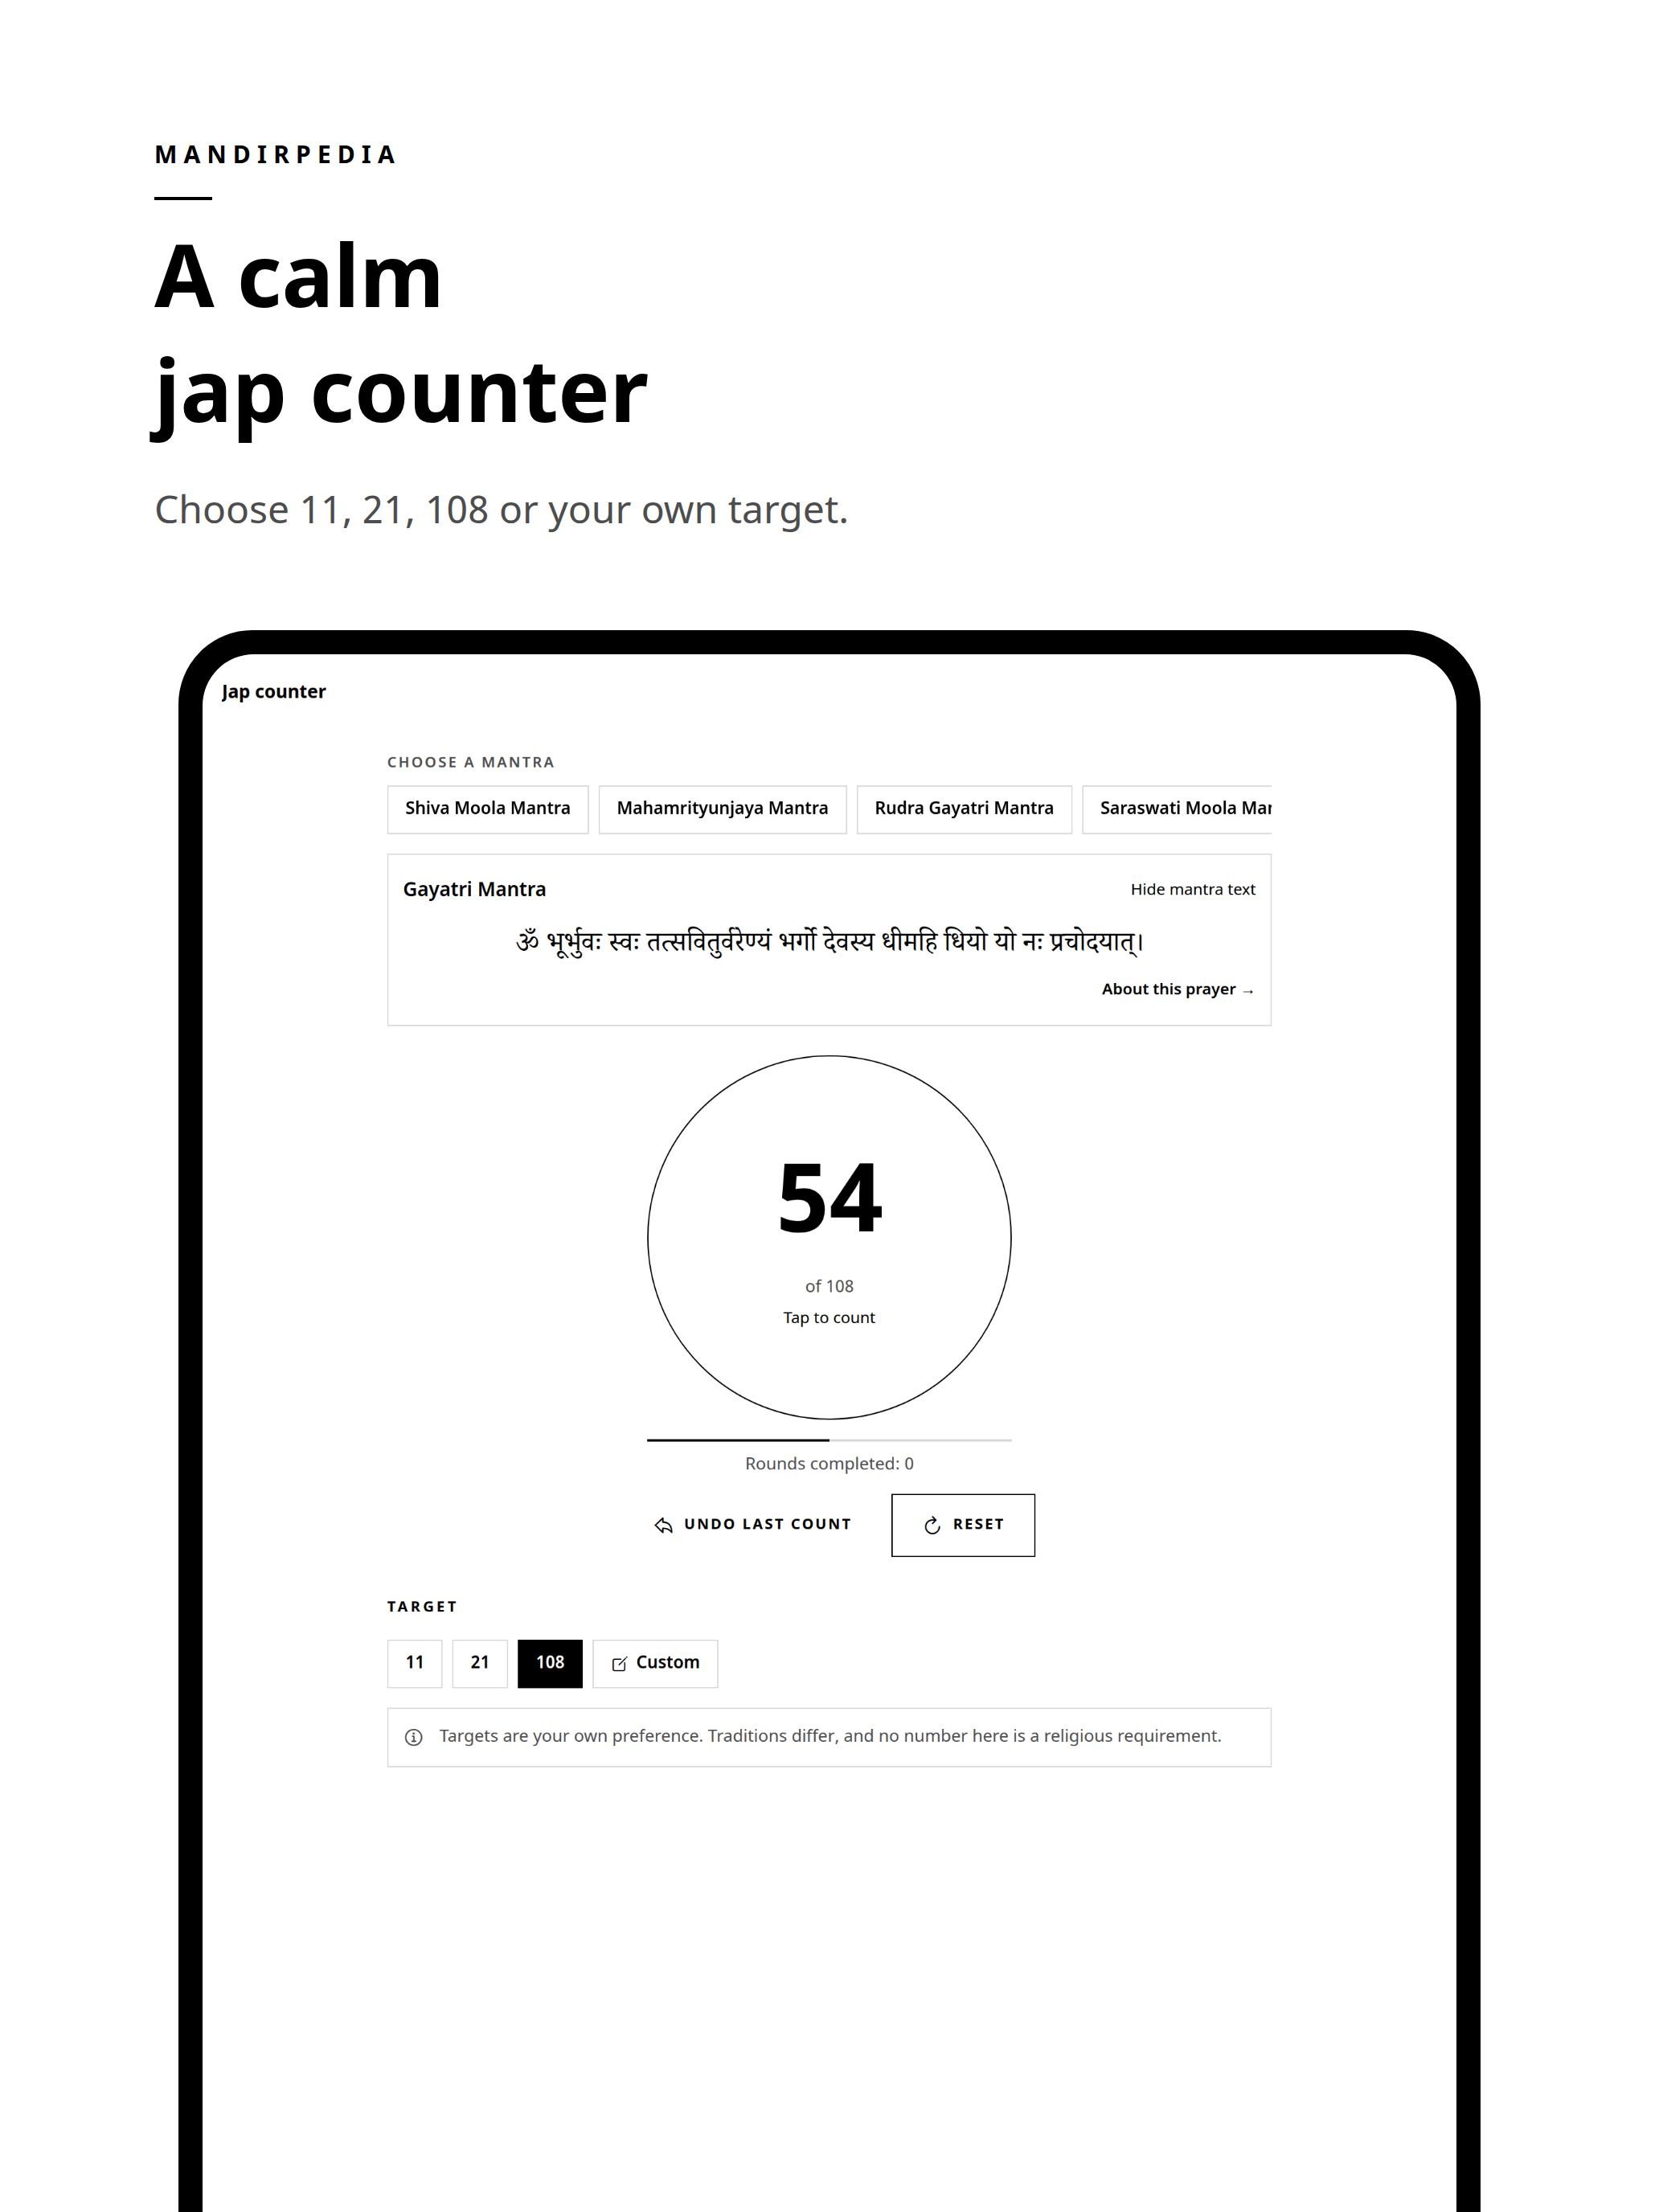 MANDIRPEDIA
A calm
jap counter
Choose 11, 21, 108 or your own target.
Jap counter
CHOOSE A MANTRA
Shiva Moola Mantra Mahamrityunjaya Mantra Rudra Gayatri Mantra Saraswati Moola
Gayatri Mantra Hide mantra text
ॐ भूर्भुवः स्वः तत्सवितुर्वरेण्यं भर्गो देवस्य धीमहि धियो यो नः प्रचोदयात्।
About this prayer →
54
of 108
Tap to count
Rounds completed: 0
UNDO LAST COUNT RESET
TARGET
11 21 108 Custom
Targets are your own preference. Traditions differ, and no number here is a religious requirement.